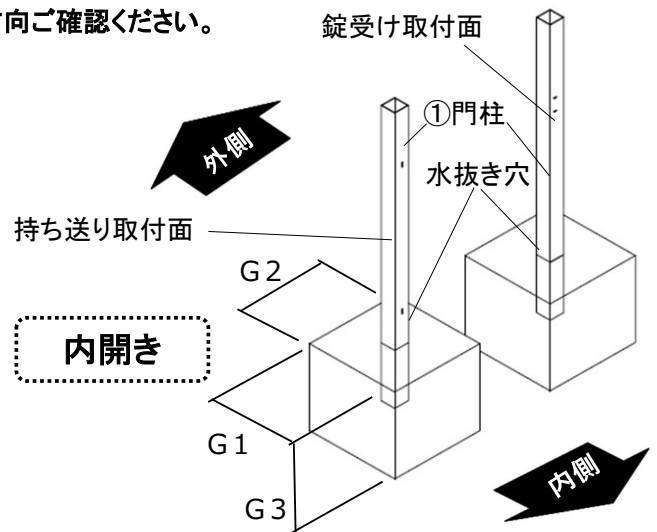 向ご確認ください。
錠受け取付面
①門柱
外側
水抜き穴
持ち送り取付面
G2
内開き
G1
内側
G3